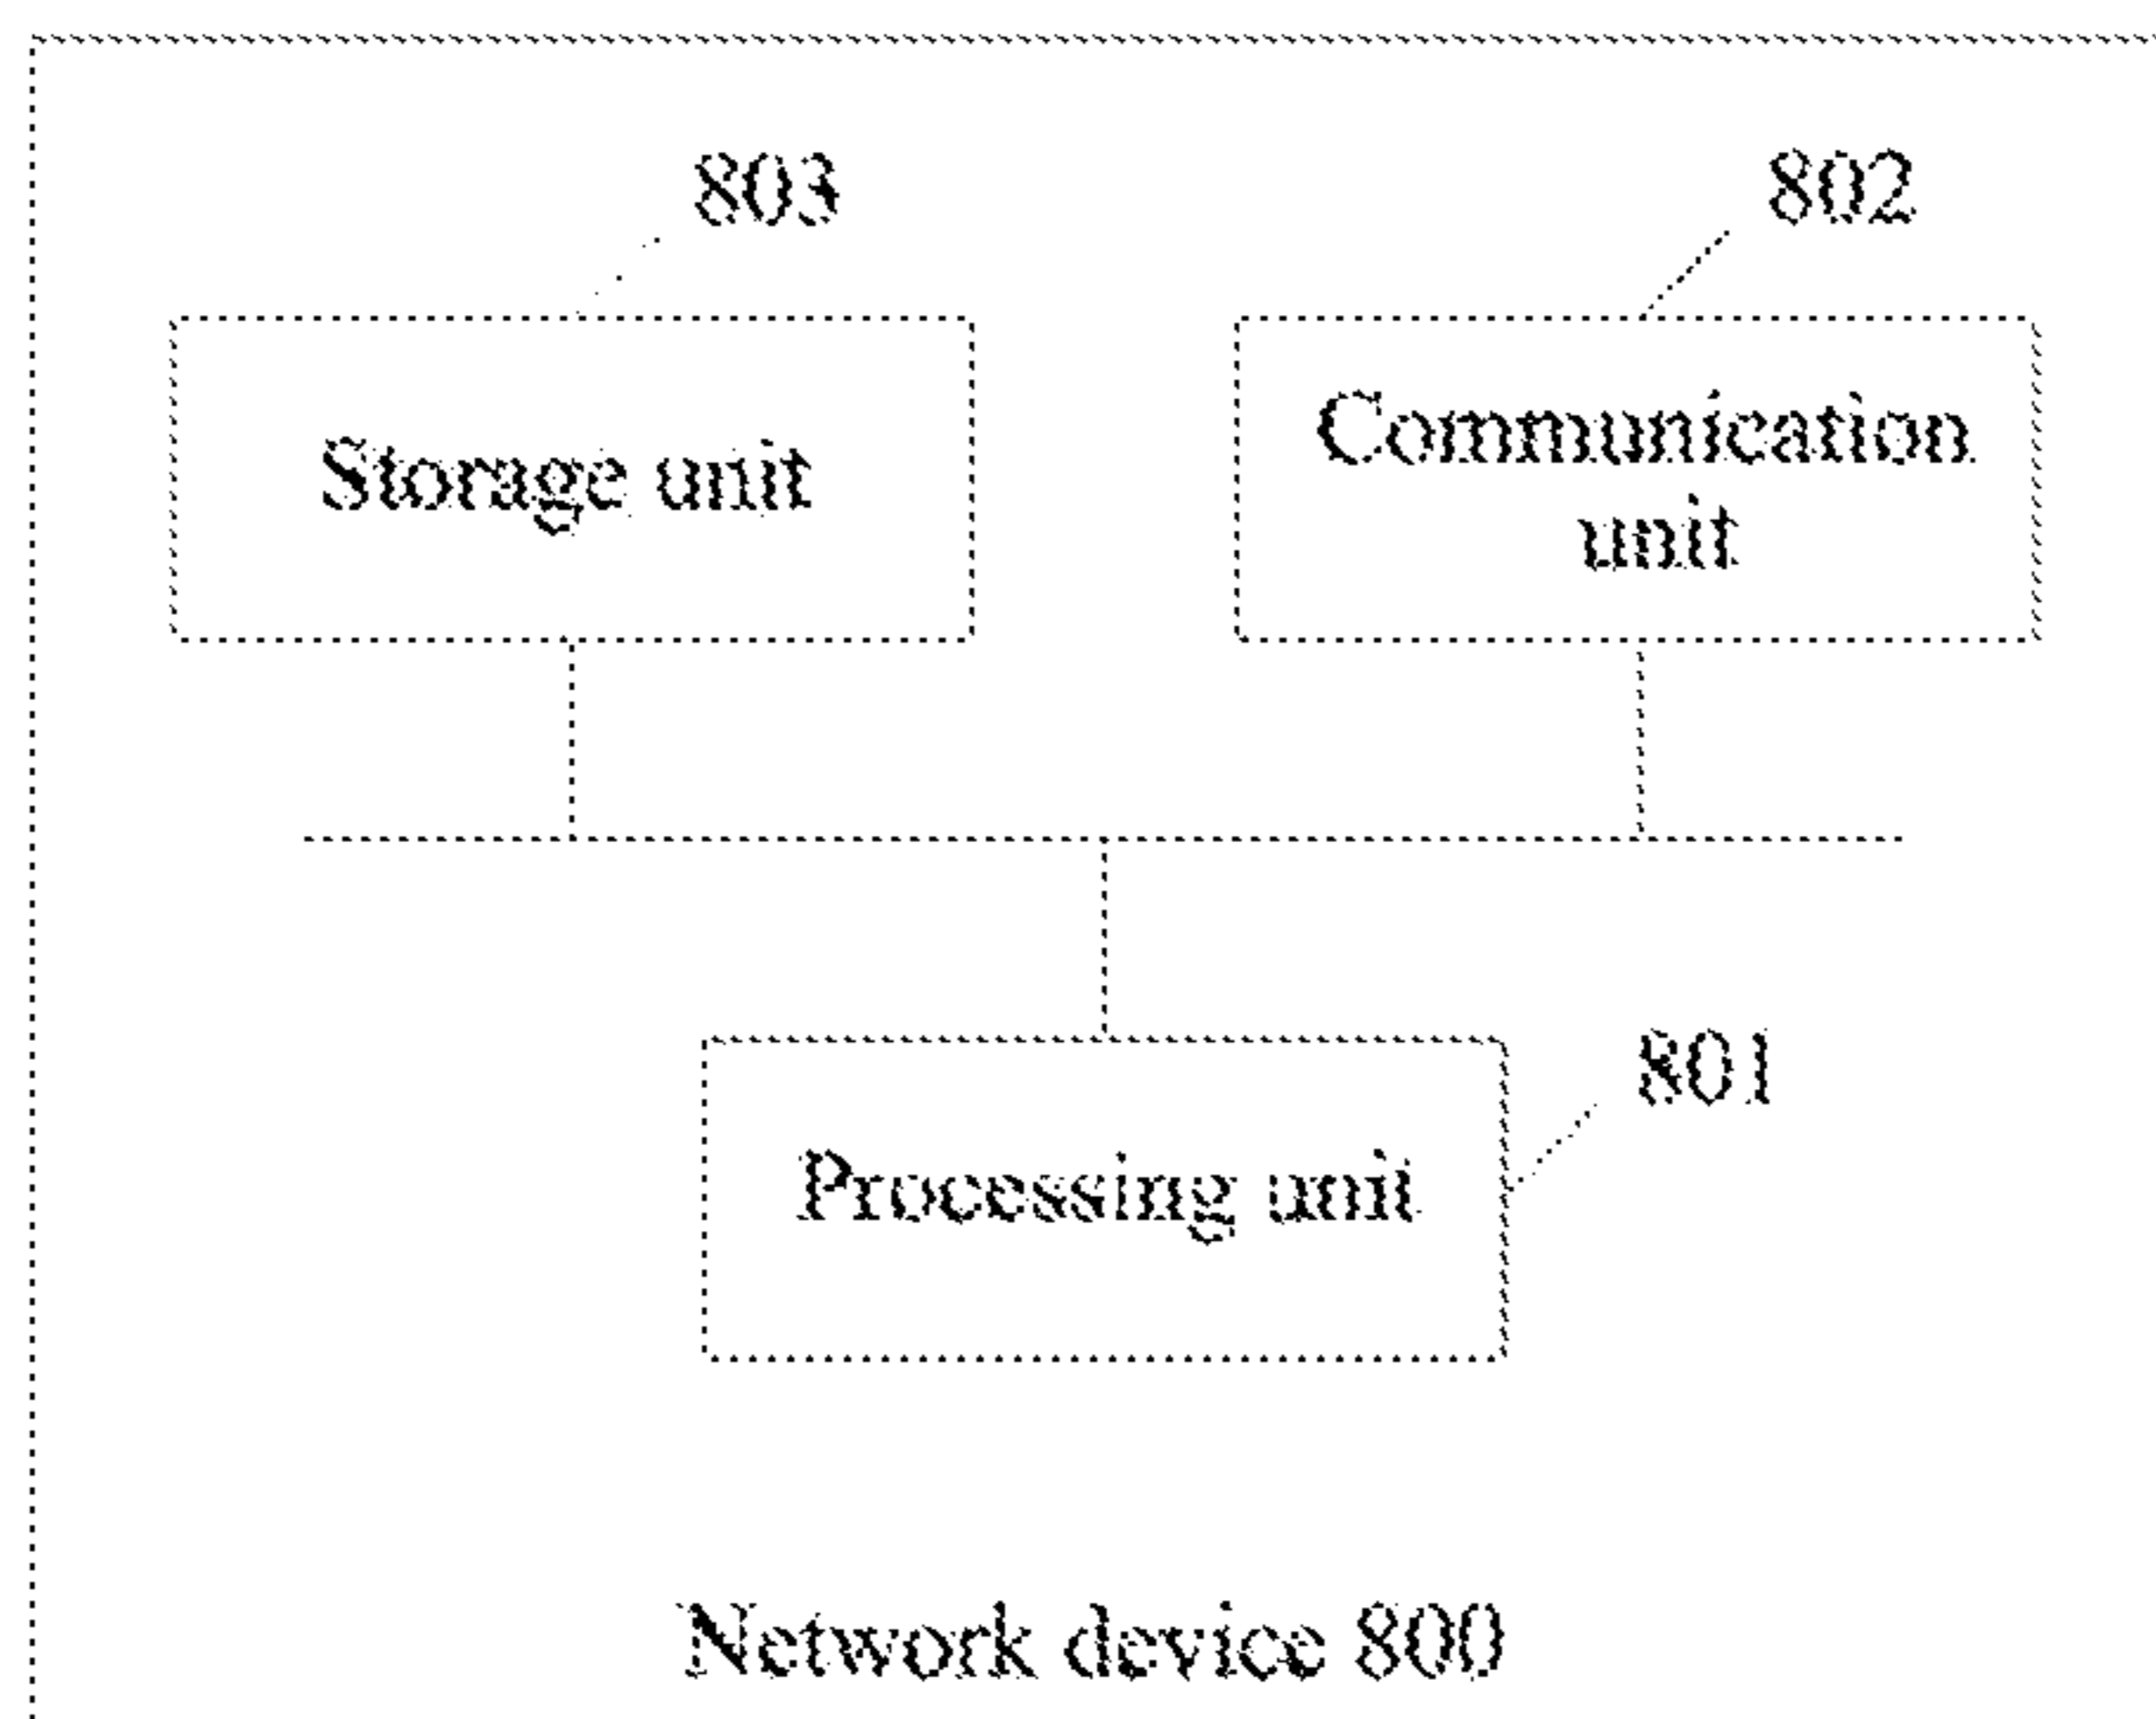 803
802
Storage unit
Communication
unit
801
Processing unit
Network device 800